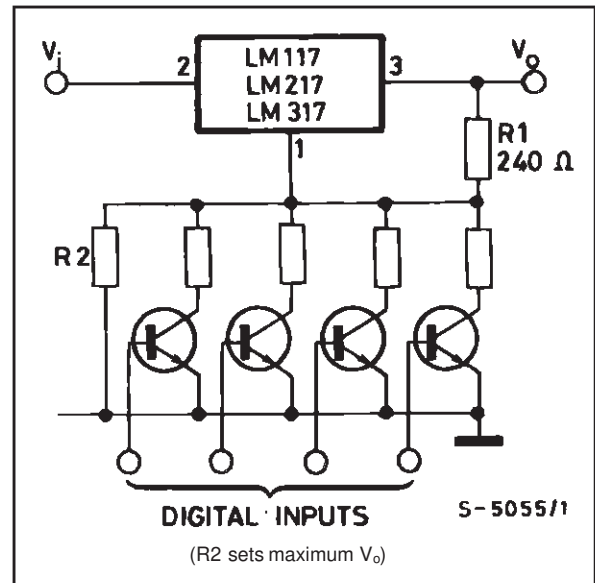 Vi
2
LM117
LM217
LM317
3
Vo
1
R1
240 Ω
R2
DIGITAL INPUTS
S-5055/1
(R2 sets maximum Vo)